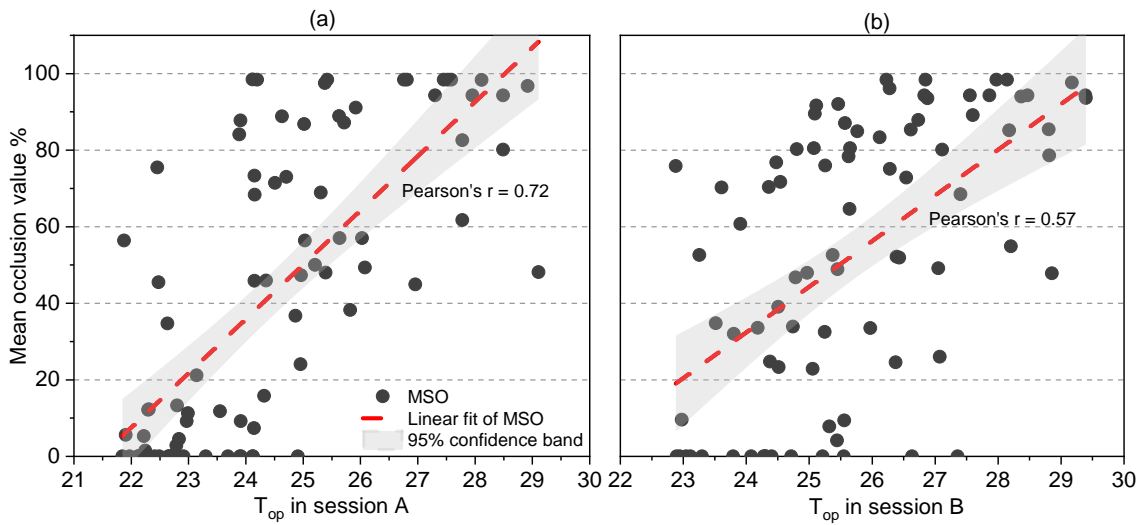 (a)
(b)
Mean occlusion value %
100
80
60
40
20
0
Pearson's r = 0.72
Pearson's r = 0.57
MSO
Linear fit of MSO
95% confidence band
21 22 23 24 25 26 27 28 29 30
22 23 24 25 26 27 28 29 30
T_op in session A
T_op in session B